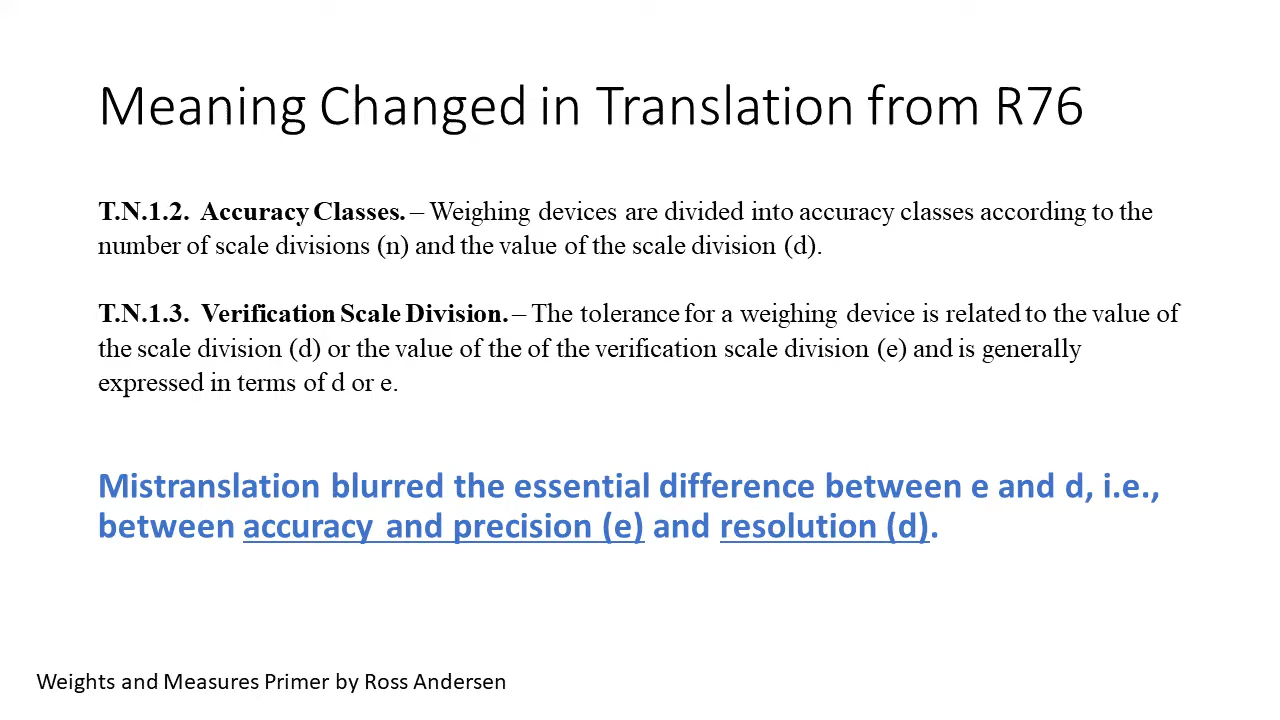 Meaning Changed in Translation from R76
T.N.1.2. Accuracy Classes. – Weighing devices are divided into accuracy classes according to the
number of scale divisions (n) and the value of the scale division (d).
T.N.1.3. Verification Scale Division. – The tolerance for a weighing device is related to the value of
the scale division (d) or the value of the of the verification scale division (e) and is generally
expressed in terms of d or e.
Mistranslation blurred the essential difference between e and d, i.e.,
between accuracy and precision (e) and resolution (d).
Weights and Measures Primer by Ross Andersen